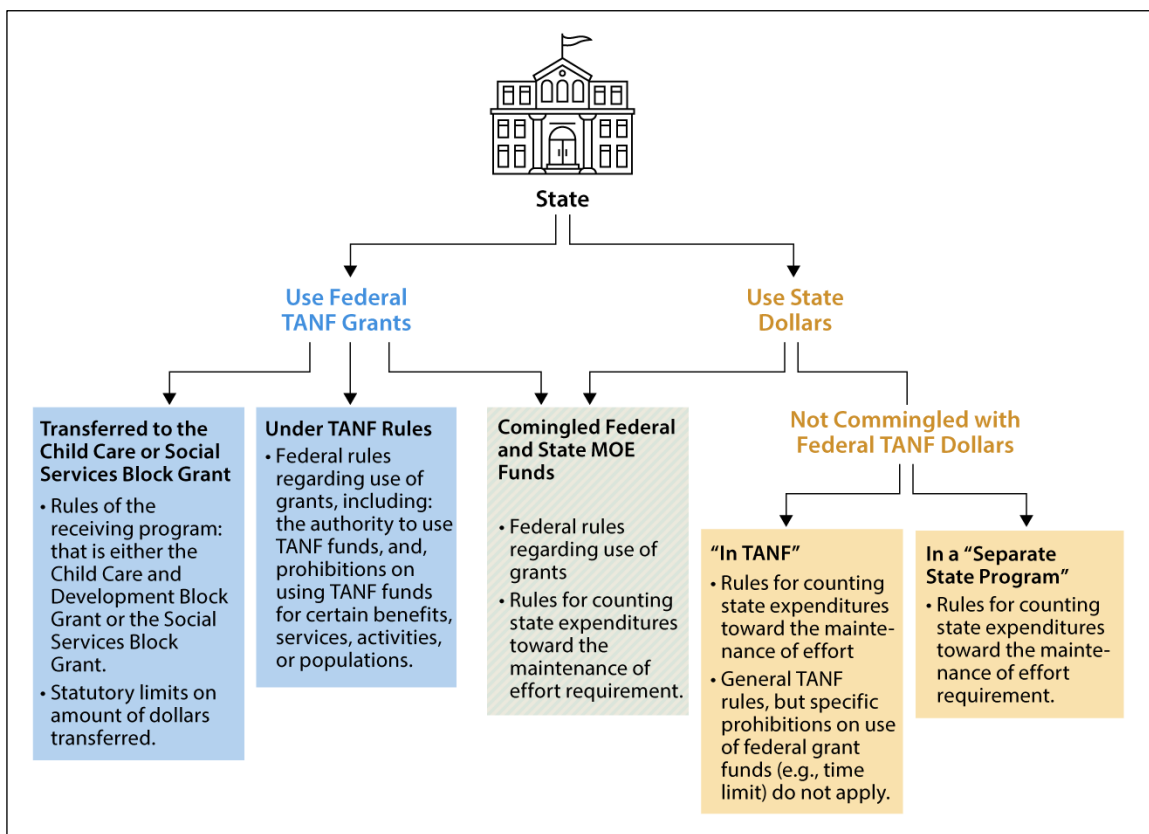 State
Use Federal
TANF Grants
Use State
Dollars
Transferred to the
Child Care or Social
Services Block Grant
• Rules of the
receiving program:
that is either the
Child Care and
Development Block
Grant or the Social
Services Block
Grant.
• Statutory limits on
amount of dollars
transferred.
Under TANF Rules
• Federal rules
regarding use of
grants, including:
the authority to use
TANF funds, and,
prohibitions on
using TANF funds
for certain benefits,
services, activities,
or populations.
Comingled Federal
and State MOE
Funds
• Federal rules
regarding use of
grants
• Rules for counting
state expenditures
toward the
maintenance of
effort requirement.
Not Commingled with
Federal TANF Dollars
“In TANF”
• Rules for counting
state expenditures
toward the mainte-
nance of effort
• General TANF
rules, but specific
prohibitions on use
of federal grant
funds (e.g., time
limit) do not apply.
In a “Separate
State Program”
• Rules for counting
state expenditures
toward the mainte-
nance of effort
requirement.